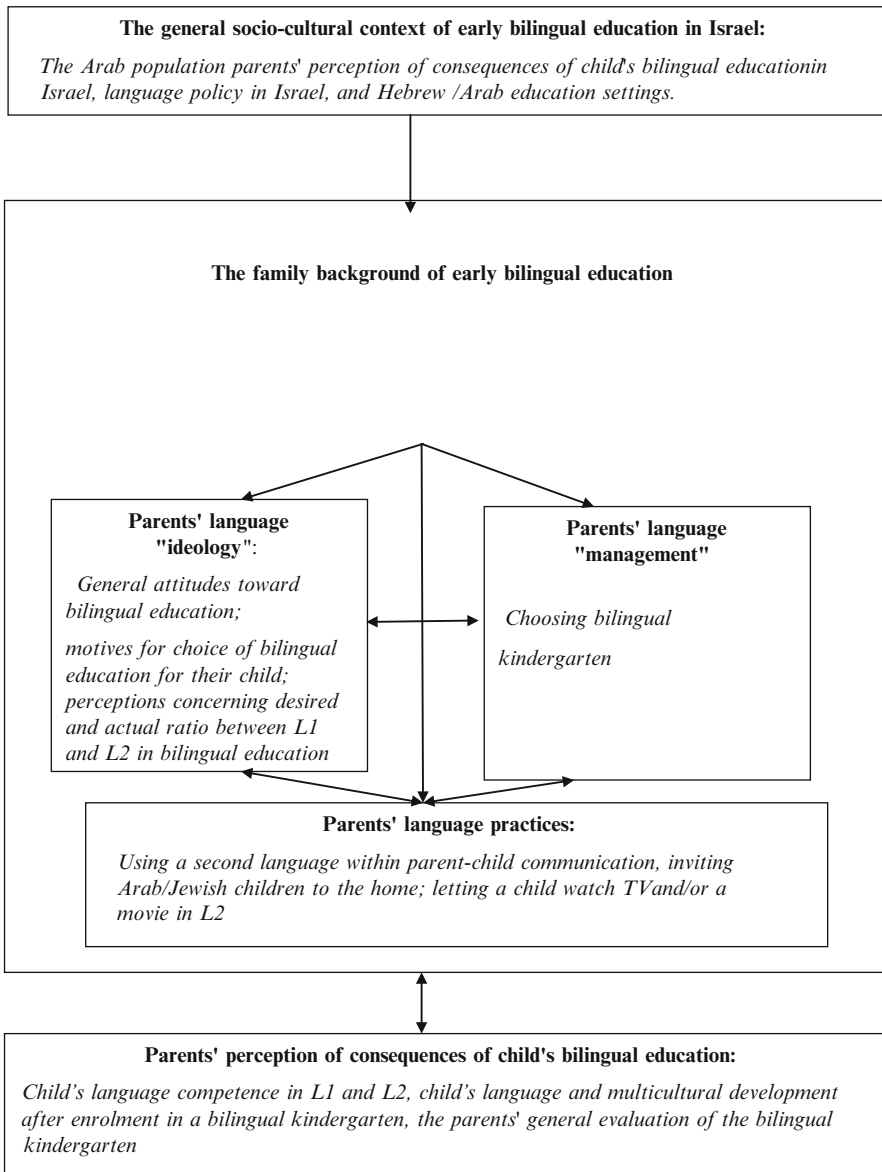 The general socio-cultural context of early bilingual education in Israel:
The Arab population parents' perception of consequences of child's bilingual educationin
Israel, language policy in Israel, and Hebrew /Arab education settings.
The family background of early bilingual education
Parents' language
"ideology":
General attitudes toward
bilingual education;
motives for choice of bilingual
education for their child;
perceptions concerning desired
and actual ratio between L1
and L2 in bilingual education
Parents' language
"management"
Choosing bilingual
kindergarten
Parents' language practices:
Using a second language within parent-child communication, inviting
Arab/Jewish children to the home; letting a child watch TVand/or a
movie in L2
Parents' perception of consequences of child's bilingual education:
Child's language competence in L1 and L2, child's language and multicultural development
after enrolment in a bilingual kindergarten, the parents' general evaluation of the bilingual
kindergarten